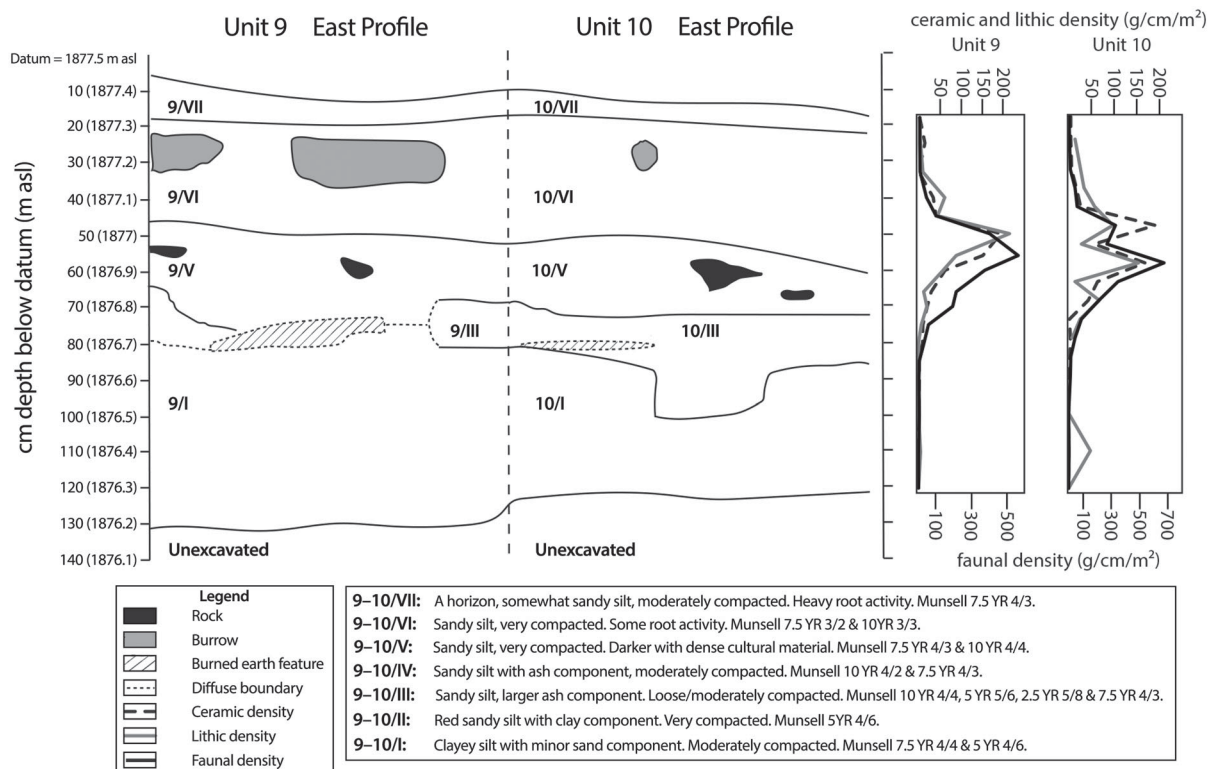 Unit 9 East Profile
Unit 10 East Profile
ceramic and lithic density (g/cm/m²)
Unit 9
Unit 10
50 100 150 200
50 100 150 200
Datum = 1877.5 m asl
cm depth below datum (m asl)
10 (1877.4)
20 (1877.3)
30 (1877.2)
40 (1877.1)
50 (1877)
60 (1876.9)
70 (1876.8)
80 (1876.7)
90 (1876.6)
100 (1876.5)
110 (1876.4)
120 (1876.3)
130 (1876.2)
140 (1876.1)
9/VII
10/VII
9/VI
10/VI
9/V
10/V
9/III
10/III
9/I
10/I
Unexcavated
Unexcavated
100 300 500
100 300 500 700
faunal density (g/cm/m²)
Legend
Rock
Burrow
Burned earth feature
Diffuse boundary
Ceramic density
Lithic density
Faunal density
9–10/VII: A horizon, somewhat sandy silt, moderately compacted. Heavy root activity. Munsell 7.5 YR 4/3.
9–10/VI: Sandy silt, very compacted. Some root activity. Munsell 7.5 YR 3/2 & 10YR 3/3.
9–10/V: Sandy silt, very compacted. Darker with dense cultural material. Munsell 7.5 YR 4/3 & 10 YR 4/4.
9–10/IV: Sandy silt with ash component, moderately compacted. Munsell 10 YR 4/2 & 7.5 YR 4/3.
9–10/III: Sandy silt, larger ash component. Loose/moderately compacted. Munsell 10 YR 4/4, 5 YR 5/6, 2.5 YR 5/8 & 7.5 YR 4/3.
9–10/II: Red sandy silt with clay component. Very compacted. Munsell 5YR 4/6.
9–10/I: Clayey silt with minor sand component. Moderately compacted. Munsell 7.5 YR 4/4 & 5 YR 4/6.